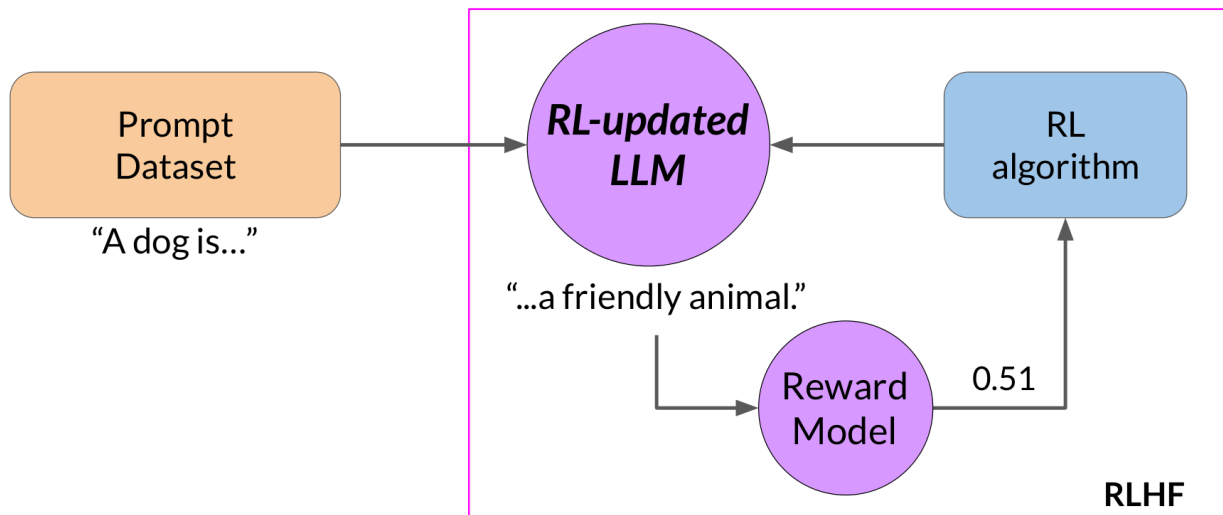 Prompt
Dataset
“A dog is...”
RL-updated
LLM
RL
algorithm
“...a friendly animal.”
Reward
Model
0.51
RLHF